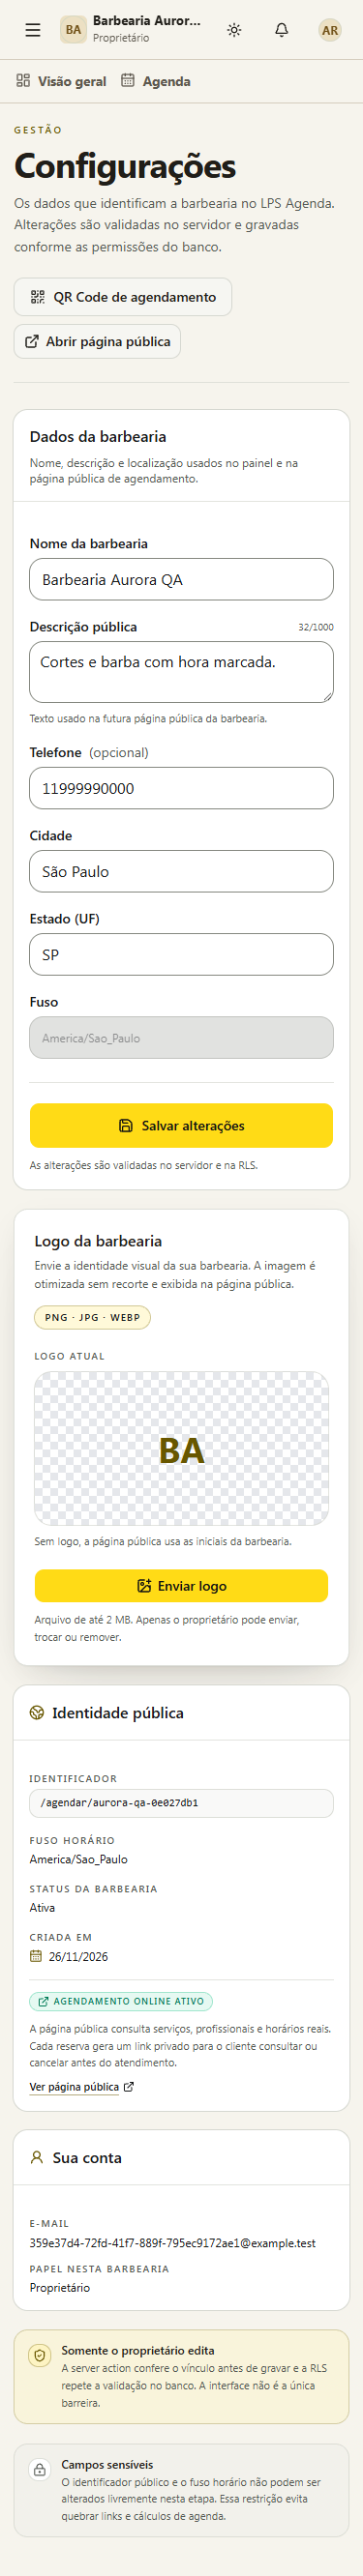 BA
Barbearia Auror...
Proprietário
AR
Visão geral
Agenda
GESTÃO
Configurações
Os dados que identificam a barbearia no LPS Agenda.
Alterações são validadas no servidor e gravadas
conforme as permissões do banco.
QR Code de agendamento
Abrir página pública
Dados da barbearia
Nome, descrição e localização usados no painel e na
página pública de agendamento.
Nome da barbearia
Barbearia Aurora QA
Descrição pública 32/1000
Cortes e barba com hora marcada.
Texto usado na futura página pública da barbearia.
Telefone (opcional)
11999990000
Cidade
São Paulo
Estado (UF)
SP
Fuso
America/Sao_Paulo
Salvar alterações
As alterações são validadas no servidor e na RLS.
Logo da barbearia
Envie a identidade visual da sua barbearia. A imagem é
otimizada sem recorte e exibida na página pública.
PNG · JPG · WEBP
LOGO ATUAL
BA
Sem logo, a página pública usa as iniciais da barbearia.
Enviar logo
Arquivo de até 2 MB. Apenas o proprietário pode enviar,
trocar ou remover.
Identidade pública
IDENTIFICADOR
/agendar/aurora-qa-0e027db1
FUSO HORÁRIO
America/Sao_Paulo
STATUS DA BARBEARIA
Ativa
CRIADA EM
26/11/2026
AGENDAMENTO ONLINE ATIVO
A página pública consulta serviços, profissionais e horários reais.
Cada reserva gera um link privado para o cliente consultar ou
cancelar antes do atendimento.
Ver página pública
Sua conta
E-MAIL
359e37d4-72fd-41f7-889f-795ec9172ae1@example.test
PAPEL NESTA BARBEARIA
Proprietário
Somente o proprietário edita
A server action confere o vínculo antes de gravar e a RLS
repete a validação no banco. A interface não é a única
barreira.
Campos sensíveis
O identificador público e o fuso horário não podem ser
alterados livremente nesta etapa. Essa restrição evita
quebrar links e cálculos de agenda.